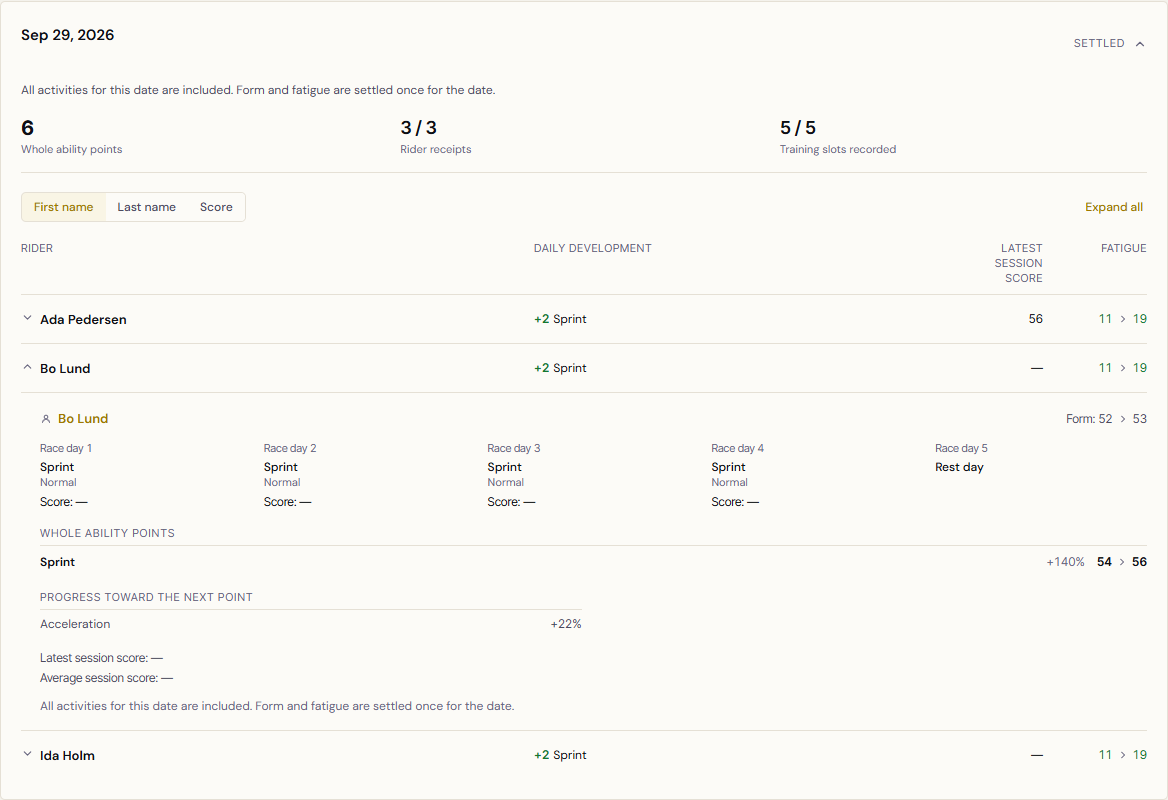 Sep 29, 2026
SETTLED
All activities for this date are included. Form and fatigue are settled once for the date.
6 3 / 3 5 / 5
Whole ability points Rider receipts Training slots recorded
First name Last name Score Expand all
RIDER DAILY DEVELOPMENT LATEST SESSION SCORE FATIGUE
Ada Pedersen +2 Sprint 56 11 > 19
Bo Lund +2 Sprint — 11 > 19
Bo Lund Form: 52 > 53
Race day 1 Race day 2 Race day 3 Race day 4 Race day 5
Sprint Sprint Sprint Sprint Rest day
Normal Normal Normal Normal
Score: — Score: — Score: — Score: —
WHOLE ABILITY POINTS
Sprint +140% 54 > 56
PROGRESS TOWARD THE NEXT POINT
Acceleration +22%
Latest session score: —
Average session score: —
All activities for this date are included. Form and fatigue are settled once for the date.
Ida Holm +2 Sprint — 11 > 19